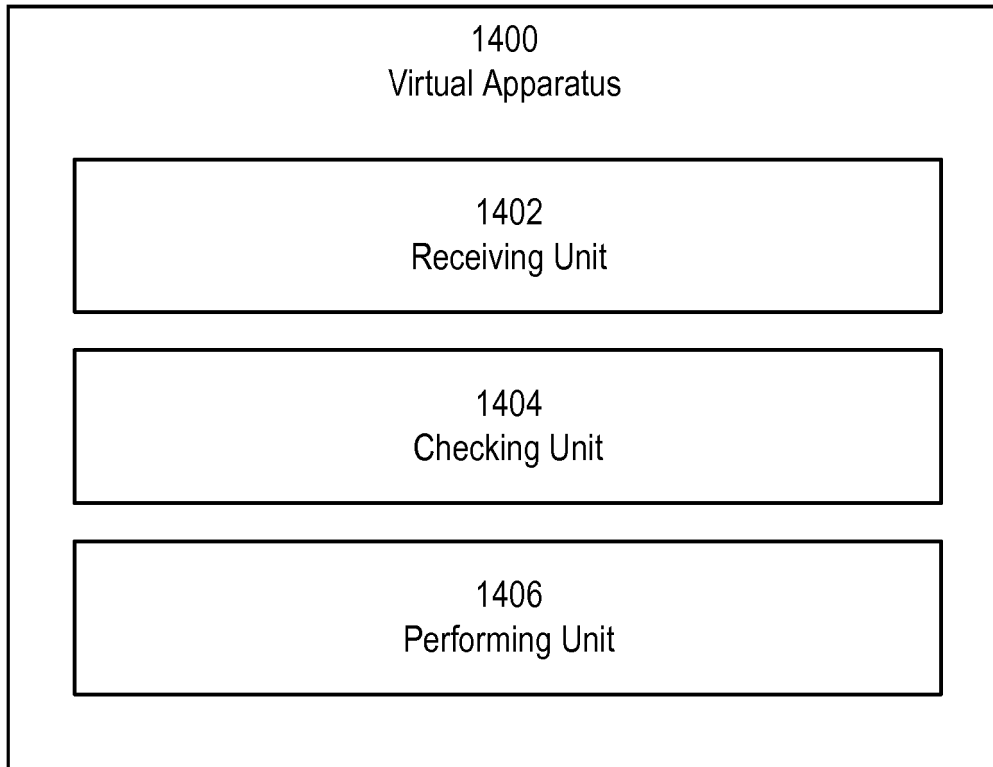 1400
Virtual Apparatus
1402
Receiving Unit
1404
Checking Unit
1406
Performing Unit